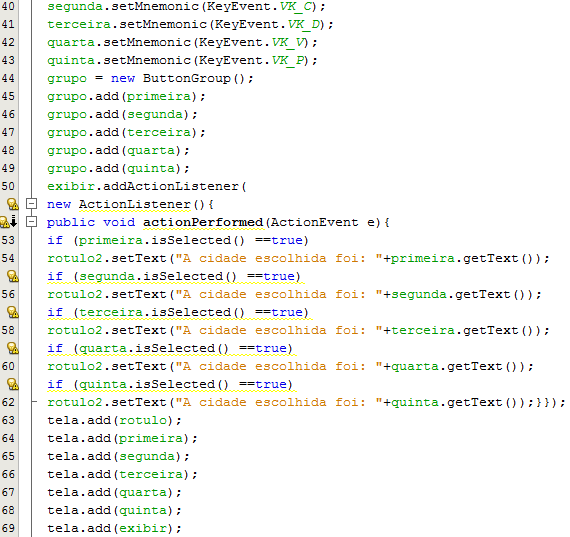 40 segunda.setMnemonic(KeyEvent.VK_C);
41 terceira.setMnemonic(KeyEvent.VK_D);
42 quarta.setMnemonic(KeyEvent.VK_V);
43 quinta.setMnemonic(KeyEvent.VK_P);
44 grupo = new ButtonGroup();
45 grupo.add(primeira);
46 grupo.add(segunda);
47 grupo.add(terceira);
48 grupo.add(quarta);
49 grupo.add(quinta);
50 exibir.addActionListener(
new ActionListener(){
public void actionPerformed(ActionEvent e){
53 if (primeira.isSelected() ==true)
54 rotulo2.setText("A cidade escolhida foi: "+primeira.getText());
if (segunda.isSelected() ==true)
56 rotulo2.setText("A cidade escolhida foi: "+segunda.getText());
if (terceira.isSelected() ==true)
58 rotulo2.setText("A cidade escolhida foi: "+terceira.getText());
if (quarta.isSelected() ==true)
60 rotulo2.setText("A cidade escolhida foi: "+quarta.getText());
if (quinta.isSelected() ==true)
62 rotulo2.setText("A cidade escolhida foi: "+quinta.getText());}});
63 tela.add(rotulo);
64 tela.add(primeira);
65 tela.add(segunda);
66 tela.add(terceira);
67 tela.add(quarta);
68 tela.add(quinta);
69 tela.add(exibir);